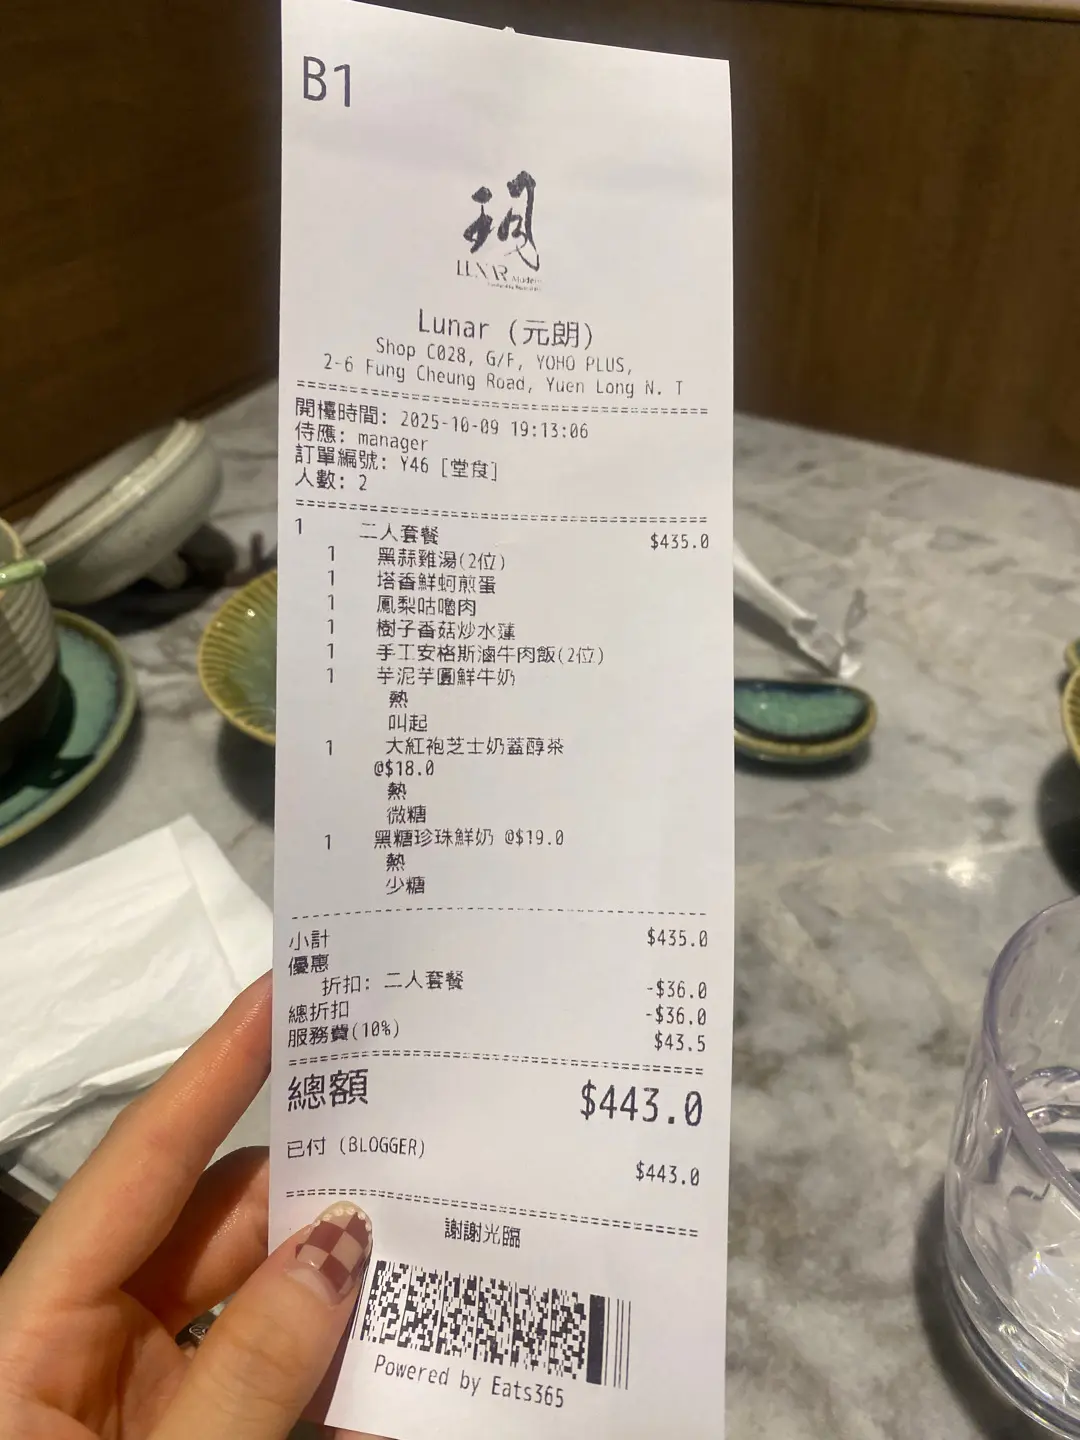 B1
玥
LUNAR Modern
Lunar (元朗)
Shop C028, G/F, YOHO PLUS,
2-6 Fung Cheung Road, Yuen Long N. T
開檯時間: 2025-10-09 19:13:06
侍應: manager
訂單編號: Y46 [堂食]
人數: 2
1 二人套餐 $435.0
1 黑蒜雞湯(2位)
1 塔香鮮蚵煎蛋
1 鳳梨咕嚕肉
1 樹子香菇炒水蓮
1 手工安格斯滷牛肉飯(2位)
1 芋泥芋圓鮮牛奶
熱
叫起
1 大紅袍芝士奶蓋醇茶
@$18.0
熱
微糖
1 黑糖珍珠鮮奶 @$19.0
熱
少糖
小計 $435.0
優惠
折扣: 二人套餐 -$36.0
總折扣 -$36.0
服務費(10%) $43.5
總額 $443.0
已付 (BLOGGER)
$443.0
謝謝光臨
Powered by Eats365